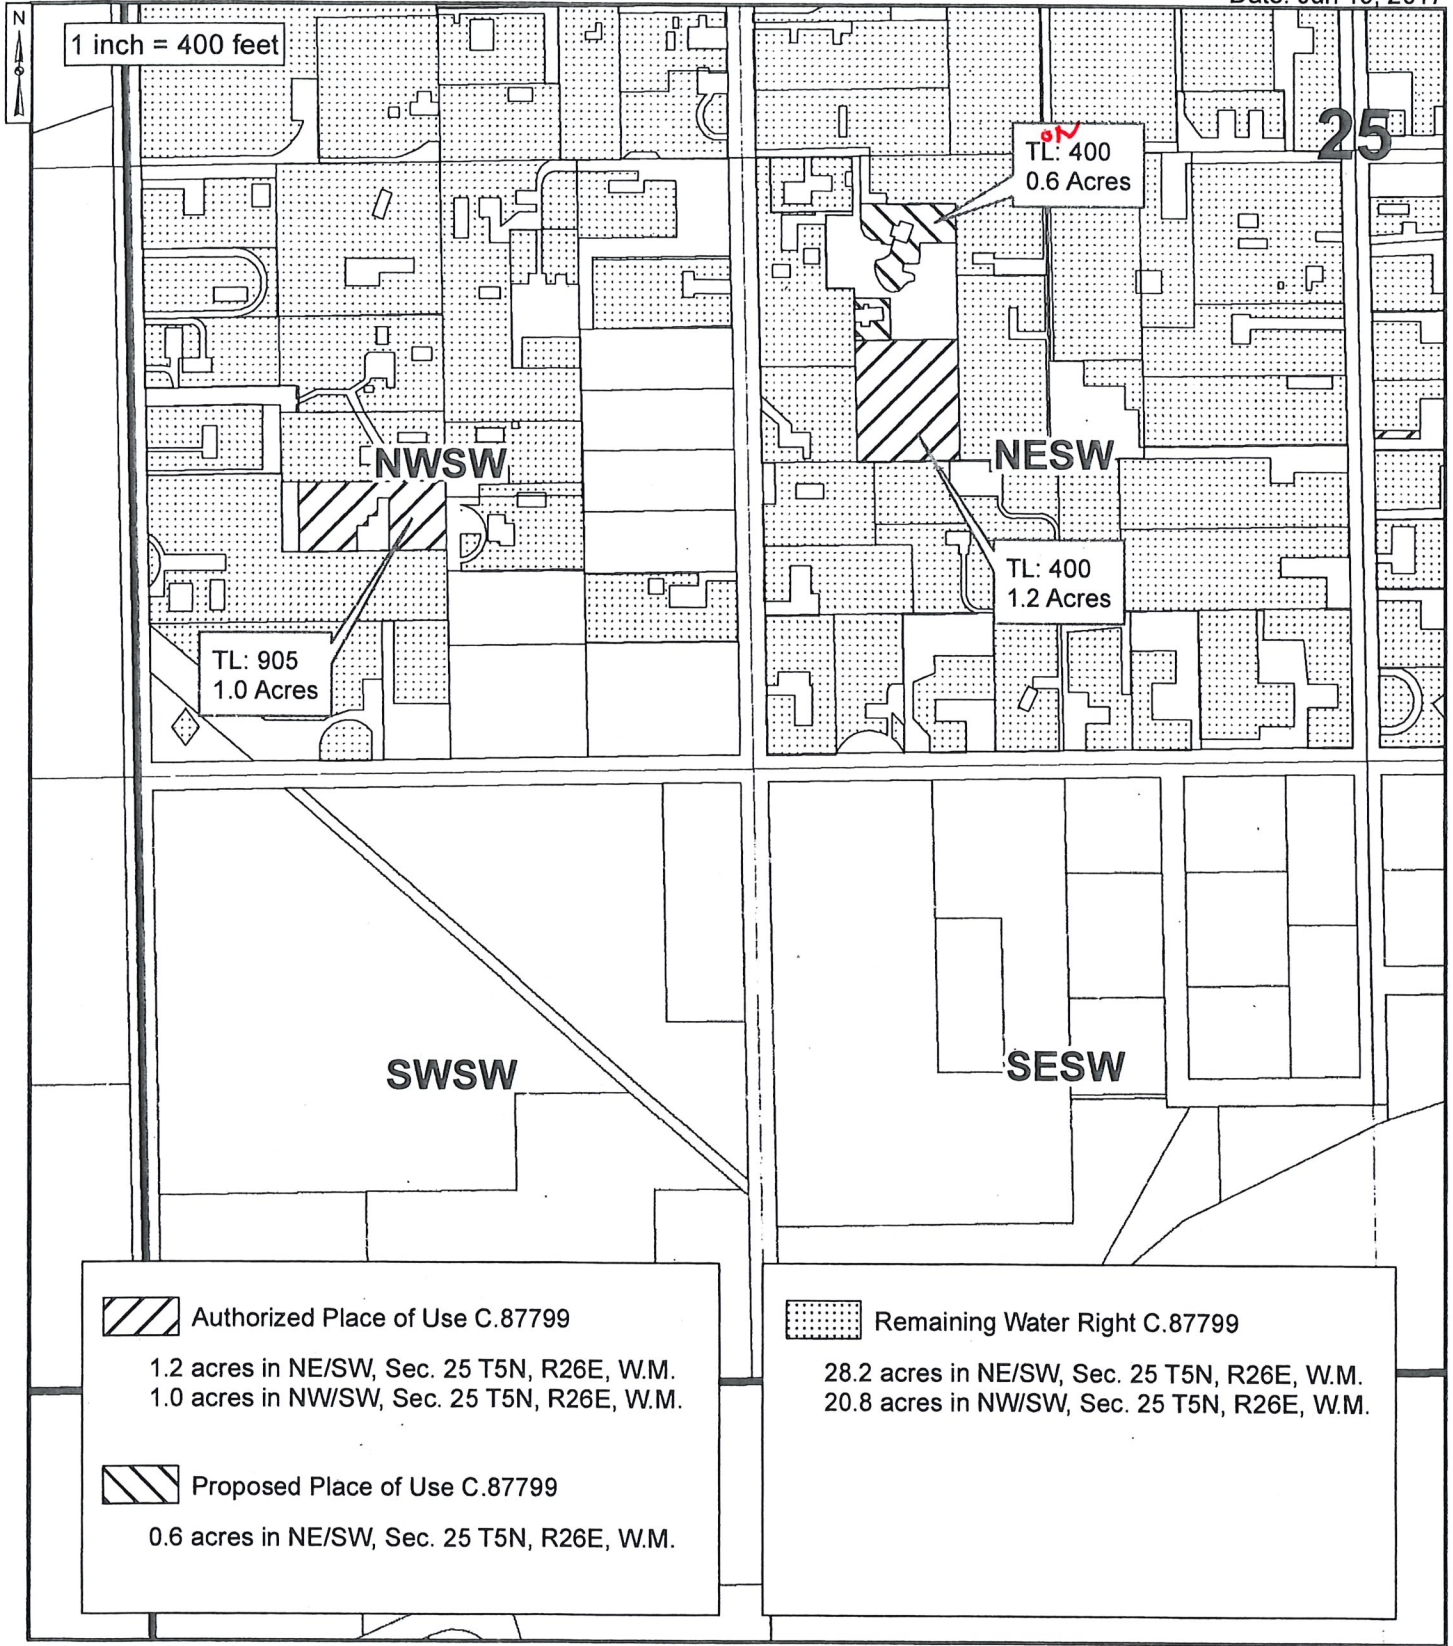 N
1 inch = 400 feet
25
ON
TL: 400
0.6 Acres
NWSW
NESW
TL: 400
1.2 Acres
TL: 905
1.0 Acres
SWSW
SESW
Authorized Place of Use C.87799
1.2 acres in NE/SW, Sec. 25 T5N, R26E, W.M.
1.0 acres in NW/SW, Sec. 25 T5N, R26E, W.M.
Proposed Place of Use C.87799
0.6 acres in NE/SW, Sec. 25 T5N, R26E, W.M.
Remaining Water Right C.87799
28.2 acres in NE/SW, Sec. 25 T5N, R26E, W.M.
20.8 acres in NW/SW, Sec. 25 T5N, R26E, W.M.